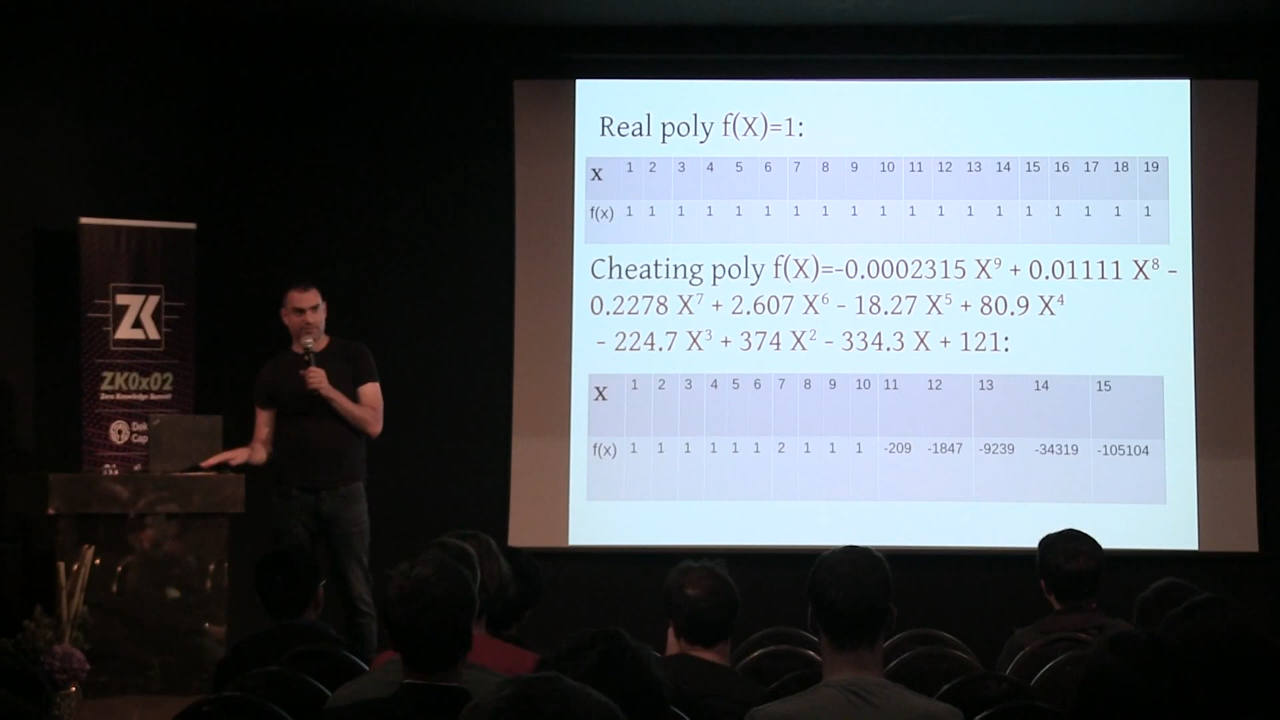 Real poly f(X)=1:
x 1 2 3 4 5 6 7 8 9 10 11 12 13 14 15 16 17 18 19
f(x) 1 1 1 1 1 1 1 1 1 1 1 1 1 1 1 1 1 1 1
Cheating poly f(X)=-0.0002315 X⁹ + 0.01111 X⁸ –
0.2278 X⁷ + 2.607 X⁶ – 18.27 X⁵ + 80.9 X⁴
– 224.7 X³ + 374 X² – 334.3 X + 121:
X 1 2 3 4 5 6 7 8 9 10 11 12 13 14 15
f(x) 1 1 1 1 1 1 2 1 1 1 -209 -1847 -9239 -34319 -105104
ZK
ZK0x02
Zero Knowledge Summit